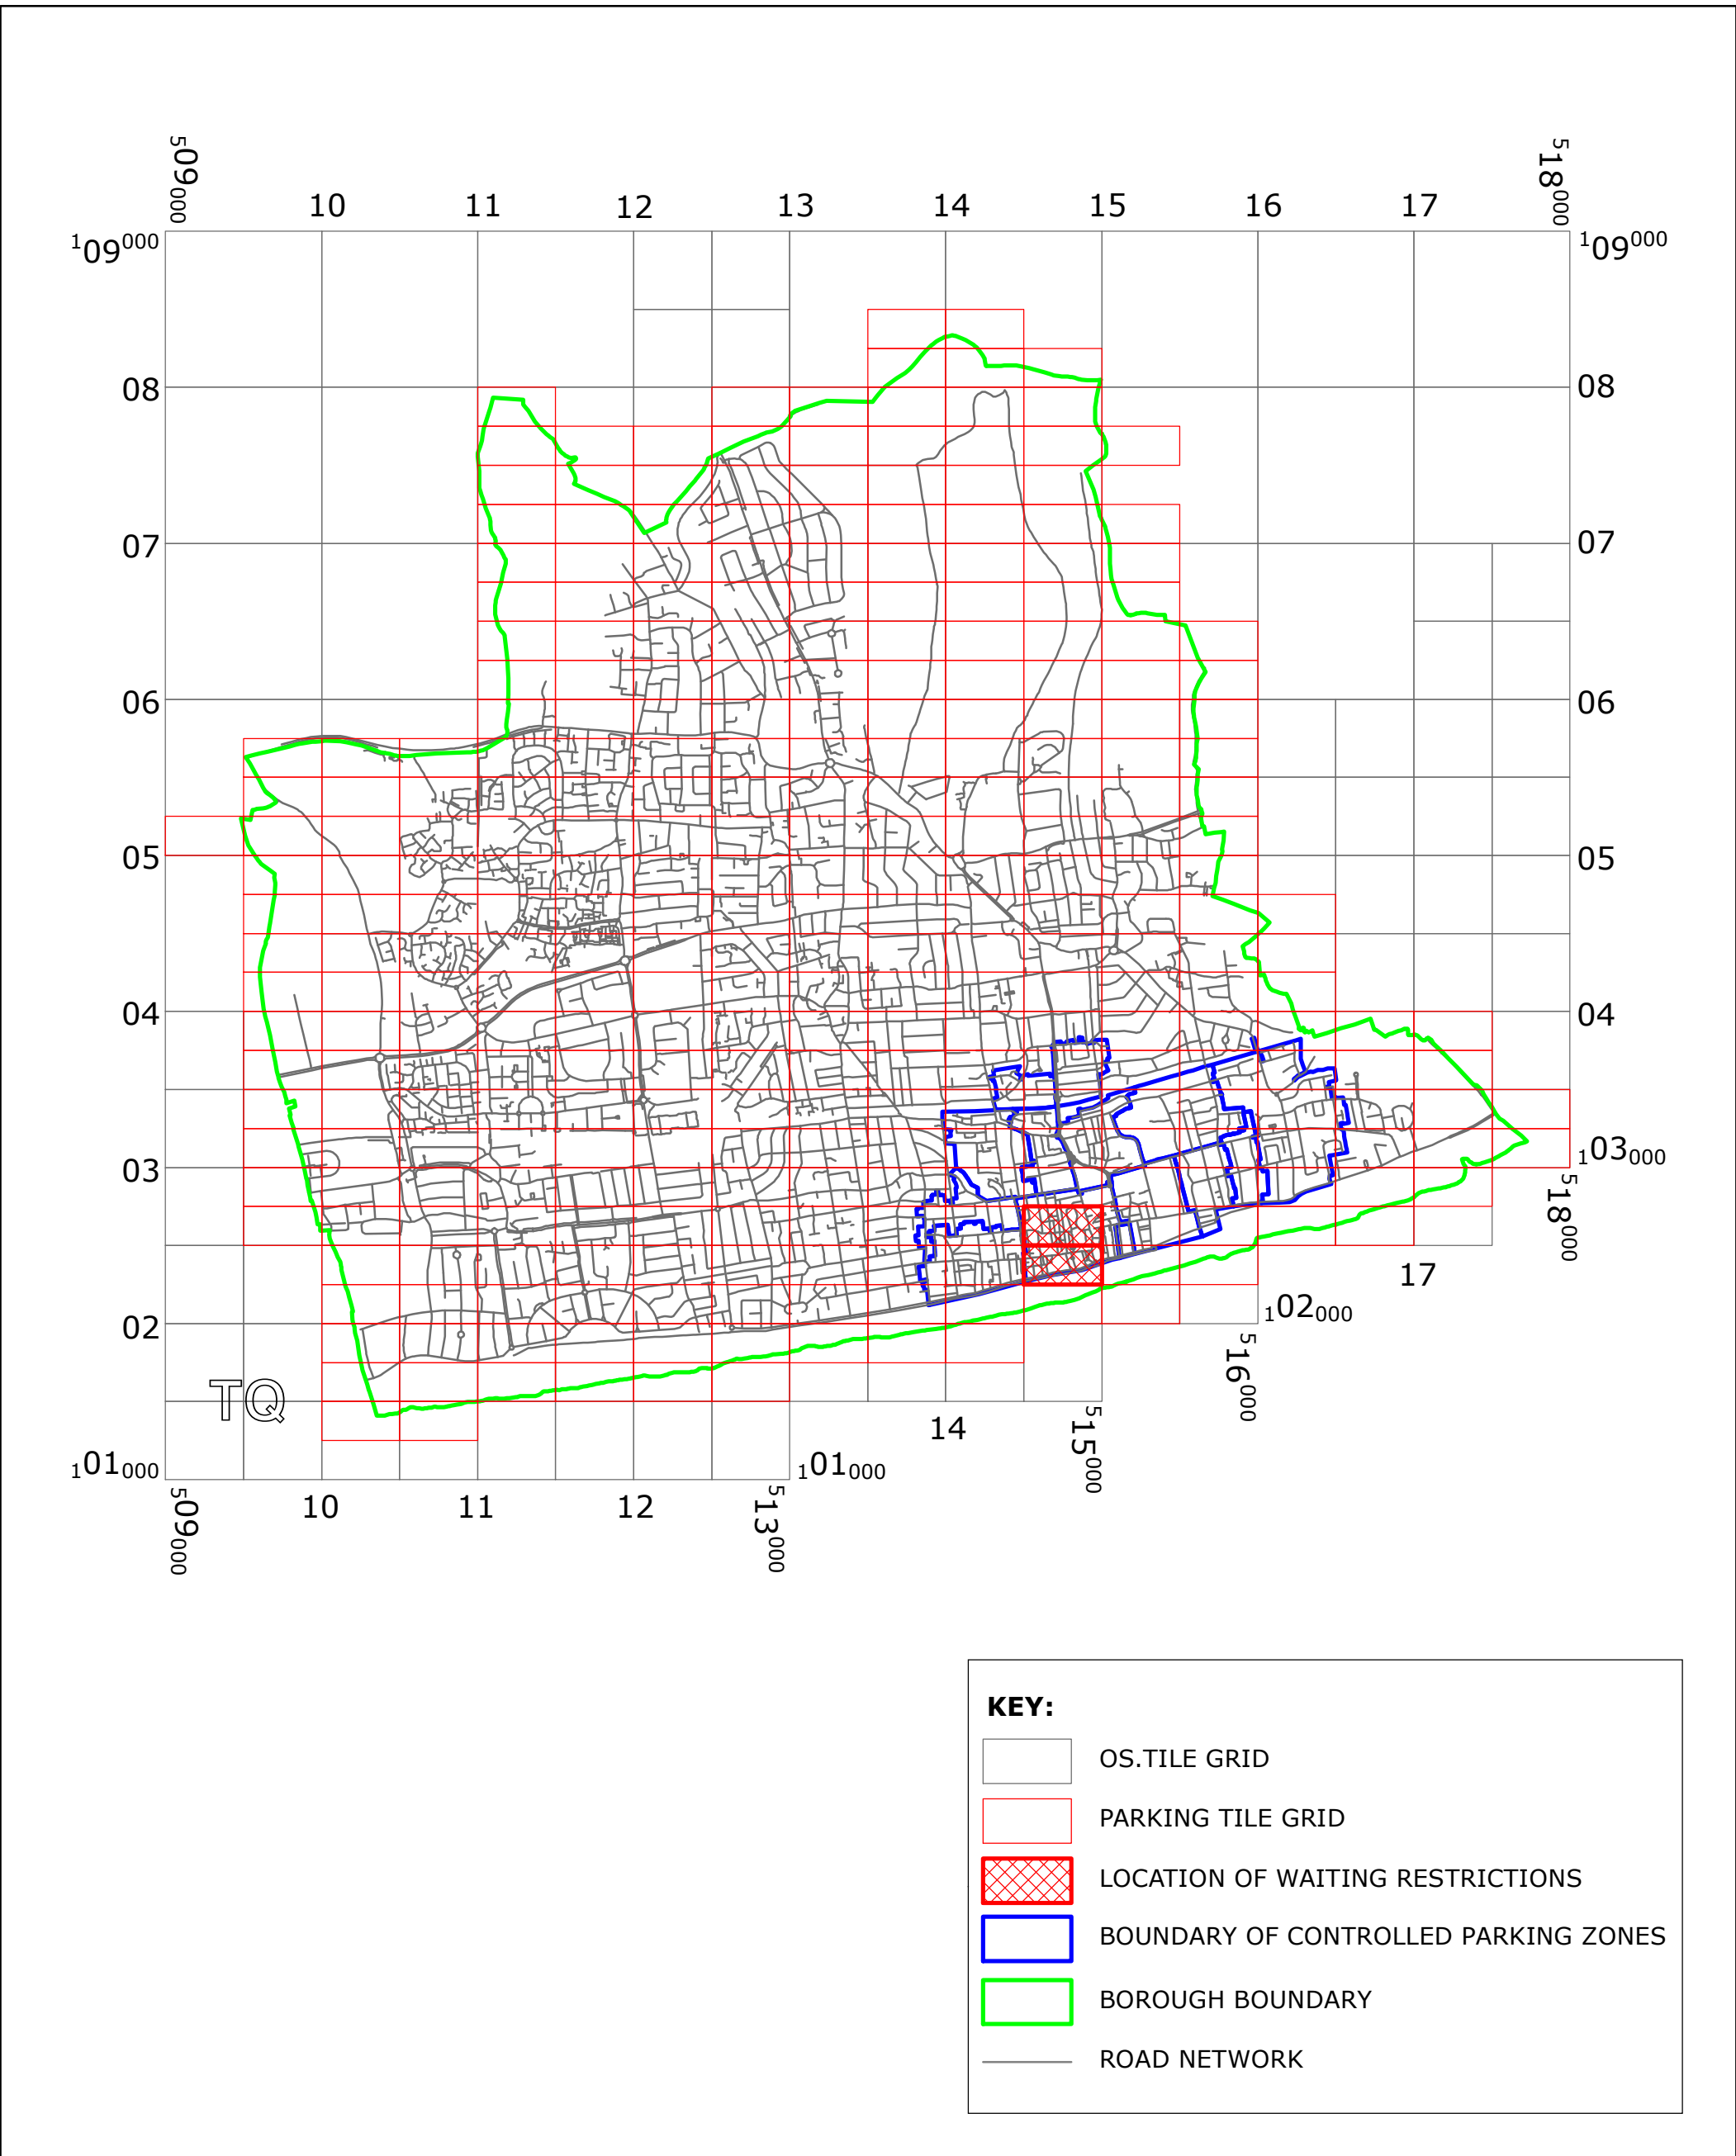 509000
518000
10 11 12 13 14 15 16 17
109000 109000
08 08
07 07
06 06
05 05
04 04
03 103000
518000
17
02 102000
516000
TQ
14
515000
101000 101000
509000
10 11 12
513000
KEY:
OS.TILE GRID
PARKING TILE GRID
LOCATION OF WAITING RESTRICTIONS
BOUNDARY OF CONTROLLED PARKING ZONES
BOROUGH BOUNDARY
ROAD NETWORK